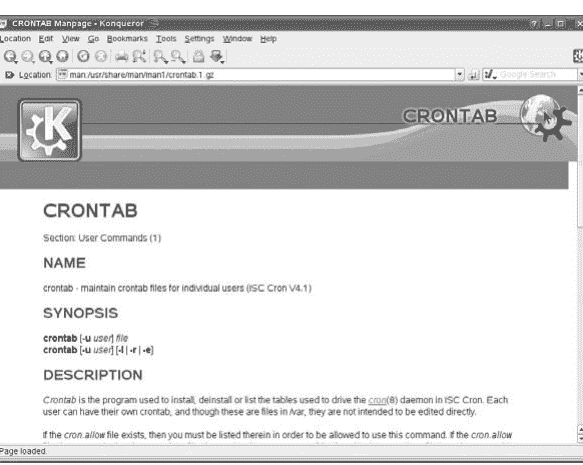 CRONTAB Manpage - Konqueror
Location Edit View Go Bookmarks Tools Settings Window Help
Location: man:/usr/share/man/man1/crontab.1.gz Google Search
CRONTAB
CRONTAB
Section: User Commands (1)
NAME
crontab - maintain crontab files for individual users (ISC Cron V4.1)
SYNOPSIS
crontab [-u user] file
crontab [-u user] [-l | -r | -e]
DESCRIPTION
Crontab is the program used to install, deinstall or list the tables used to drive the cron(8) daemon in ISC Cron. Each
user can have their own crontab, and though these are files in /var, they are not intended to be edited directly.
If the cron.allow file exists, then you must be listed therein in order to be allowed to use this command. If the cron.allow
Page loaded.